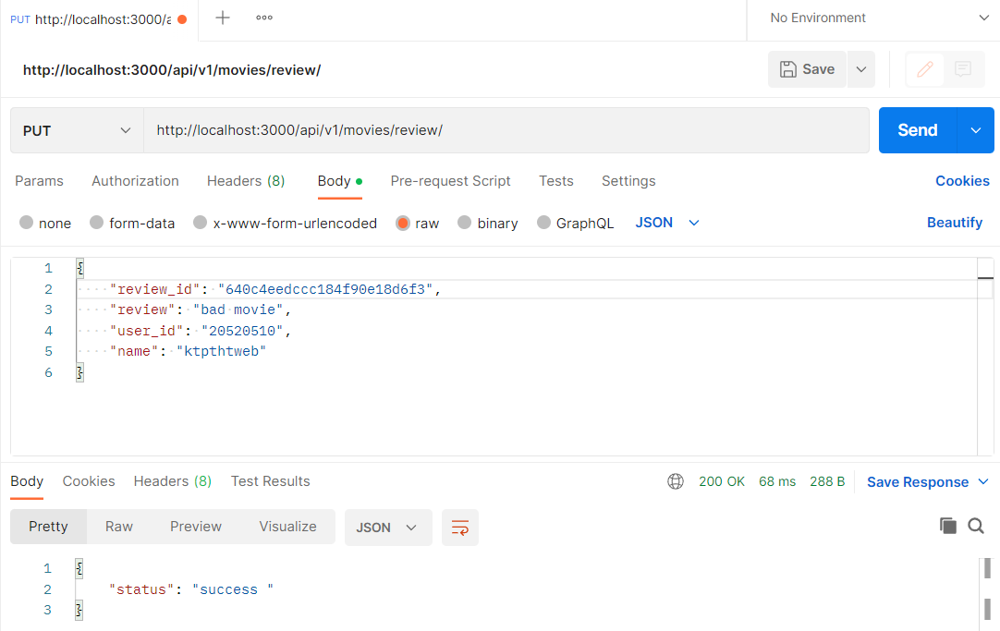 PUT http://localhost:3000/a
No Environment
http://localhost:3000/api/v1/movies/review/
Save
PUT
http://localhost:3000/api/v1/movies/review/
Send
Params Authorization Headers (8) Body Pre-request Script Tests Settings Cookies
none form-data x-www-form-urlencoded raw binary GraphQL JSON Beautify
1 {
2 "review_id": "640c4eedccc184f90e18d6f3",
3 "review": "bad movie",
4 "user_id": "20520510",
5 "name": "ktpthtweb"
6 }
Body Cookies Headers (8) Test Results 200 OK 68 ms 288 B Save Response
Pretty Raw Preview Visualize JSON
1 {
2 "status": "success "
3 }